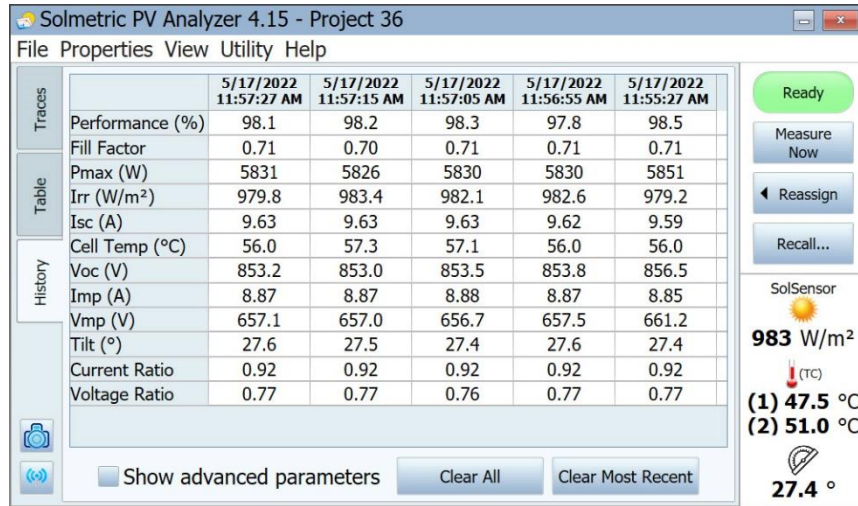 Solmetric PV Analyzer 4.15 - Project 36
File Properties View Utility Help
Traces
Table
History
5/17/2022 5/17/2022 5/17/2022 5/17/2022 5/17/2022
11:57:27 AM 11:57:15 AM 11:57:05 AM 11:56:55 AM 11:55:27 AM
Performance (%) 98.1 98.2 98.3 97.8 98.5
Fill Factor 0.71 0.70 0.71 0.71 0.71
Pmax (W) 5831 5826 5830 5830 5851
Irr (W/m²) 979.8 983.4 982.1 982.6 979.2
Isc (A) 9.63 9.63 9.63 9.62 9.59
Cell Temp (°C) 56.0 57.3 57.1 56.0 56.0
Voc (V) 853.2 853.0 853.5 853.8 856.5
Imp (A) 8.87 8.87 8.88 8.87 8.85
Vmp (V) 657.1 657.0 656.7 657.5 661.2
Tilt (°) 27.6 27.5 27.4 27.6 27.4
Current Ratio 0.92 0.92 0.92 0.92 0.92
Voltage Ratio 0.77 0.77 0.76 0.77 0.77
Show advanced parameters Clear All Clear Most Recent
Ready
Measure
Now
Reassign
Recall...
SolSensor
983 W/m²
(TC)
(1) 47.5 °C
(2) 51.0 °C
27.4 °